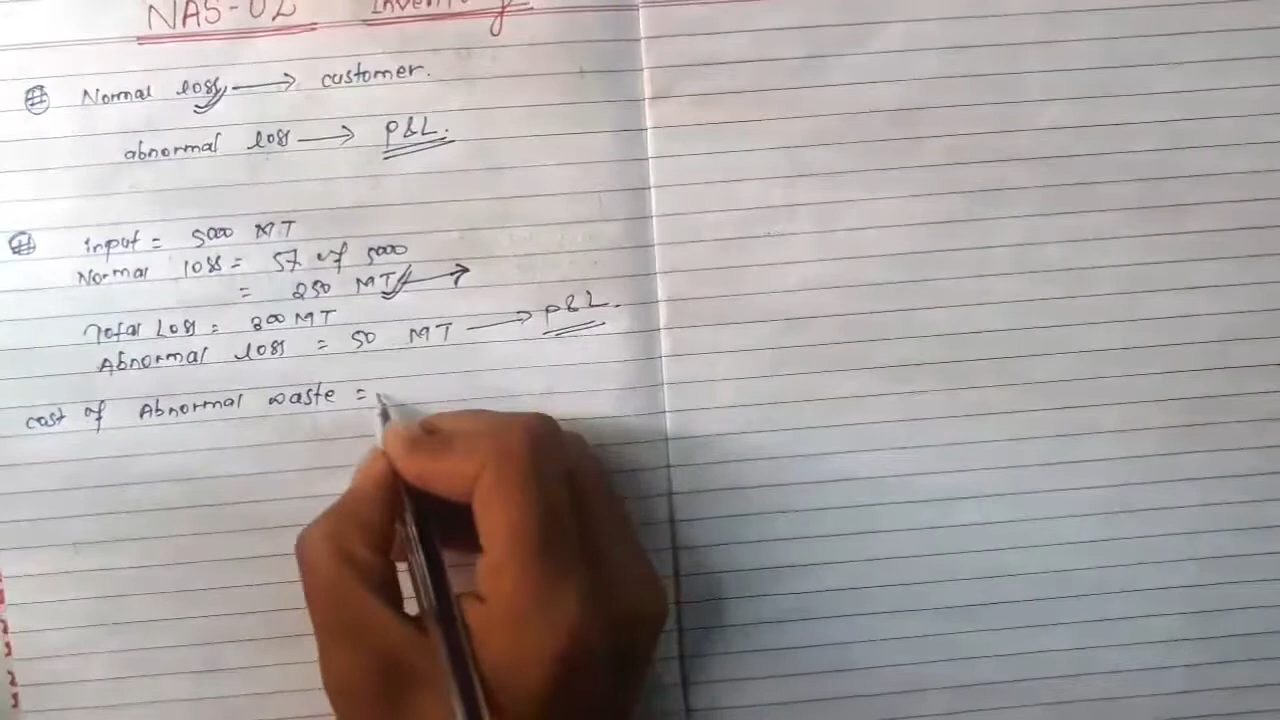 NAS-02 Inventory
Normal loss → customer.
abnormal loss → P&L.
input = 5000 MT
Normal loss = 5% of 5000
= 250 MT →
Total Loss = 300 MT
Abnormal loss = 50 MT → P&L.
cost of Abnormal waste =